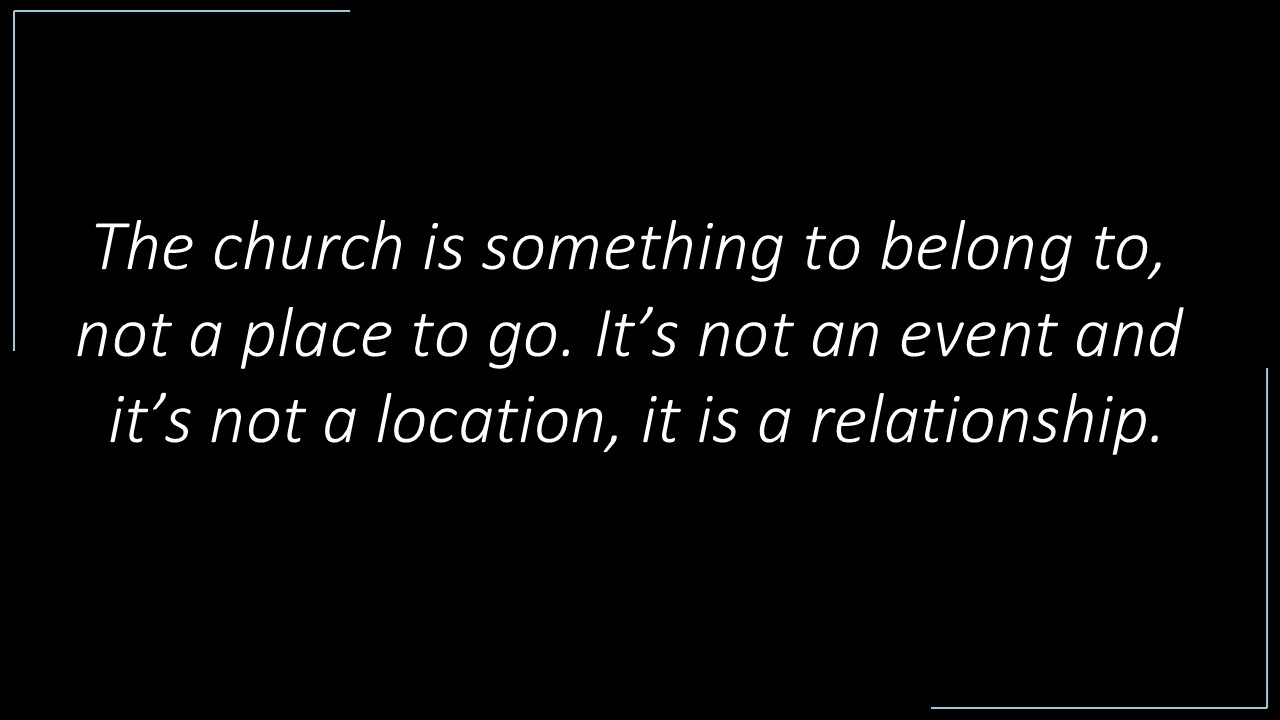 The church is something to belong to,
not a place to go. It’s not an event and
it’s not a location, it is a relationship.